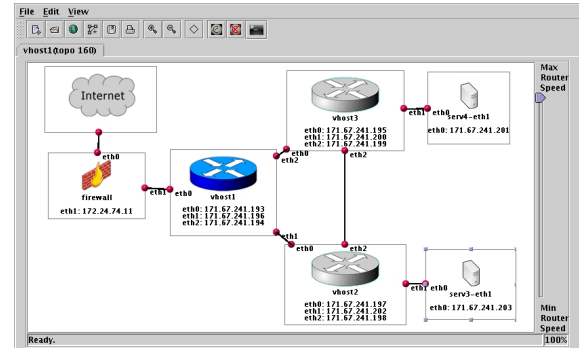 File Edit View
vhost1(topo 160)
Max
Router
Speed
Internet
eth0
firewall
eth1: 172.24.74.11
eth1
eth0
vhost1
eth0: 171.67.241.193
eth1: 171.67.241.196
eth2: 171.67.241.194
eth2
eth0
vhost3
eth0: 171.67.241.195
eth1: 171.67.241.200
eth2: 171.67.241.199
eth1
eth0
serv4-eth1
eth0: 171.67.241.201
eth2
eth1
eth0
eth2
vhost2
eth0: 171.67.241.197
eth1: 171.67.241.202
eth2: 171.67.241.198
eth1
eth0
serv3-eth1
eth0: 171.67.241.203
Min
Router
Speed
Ready.
100%